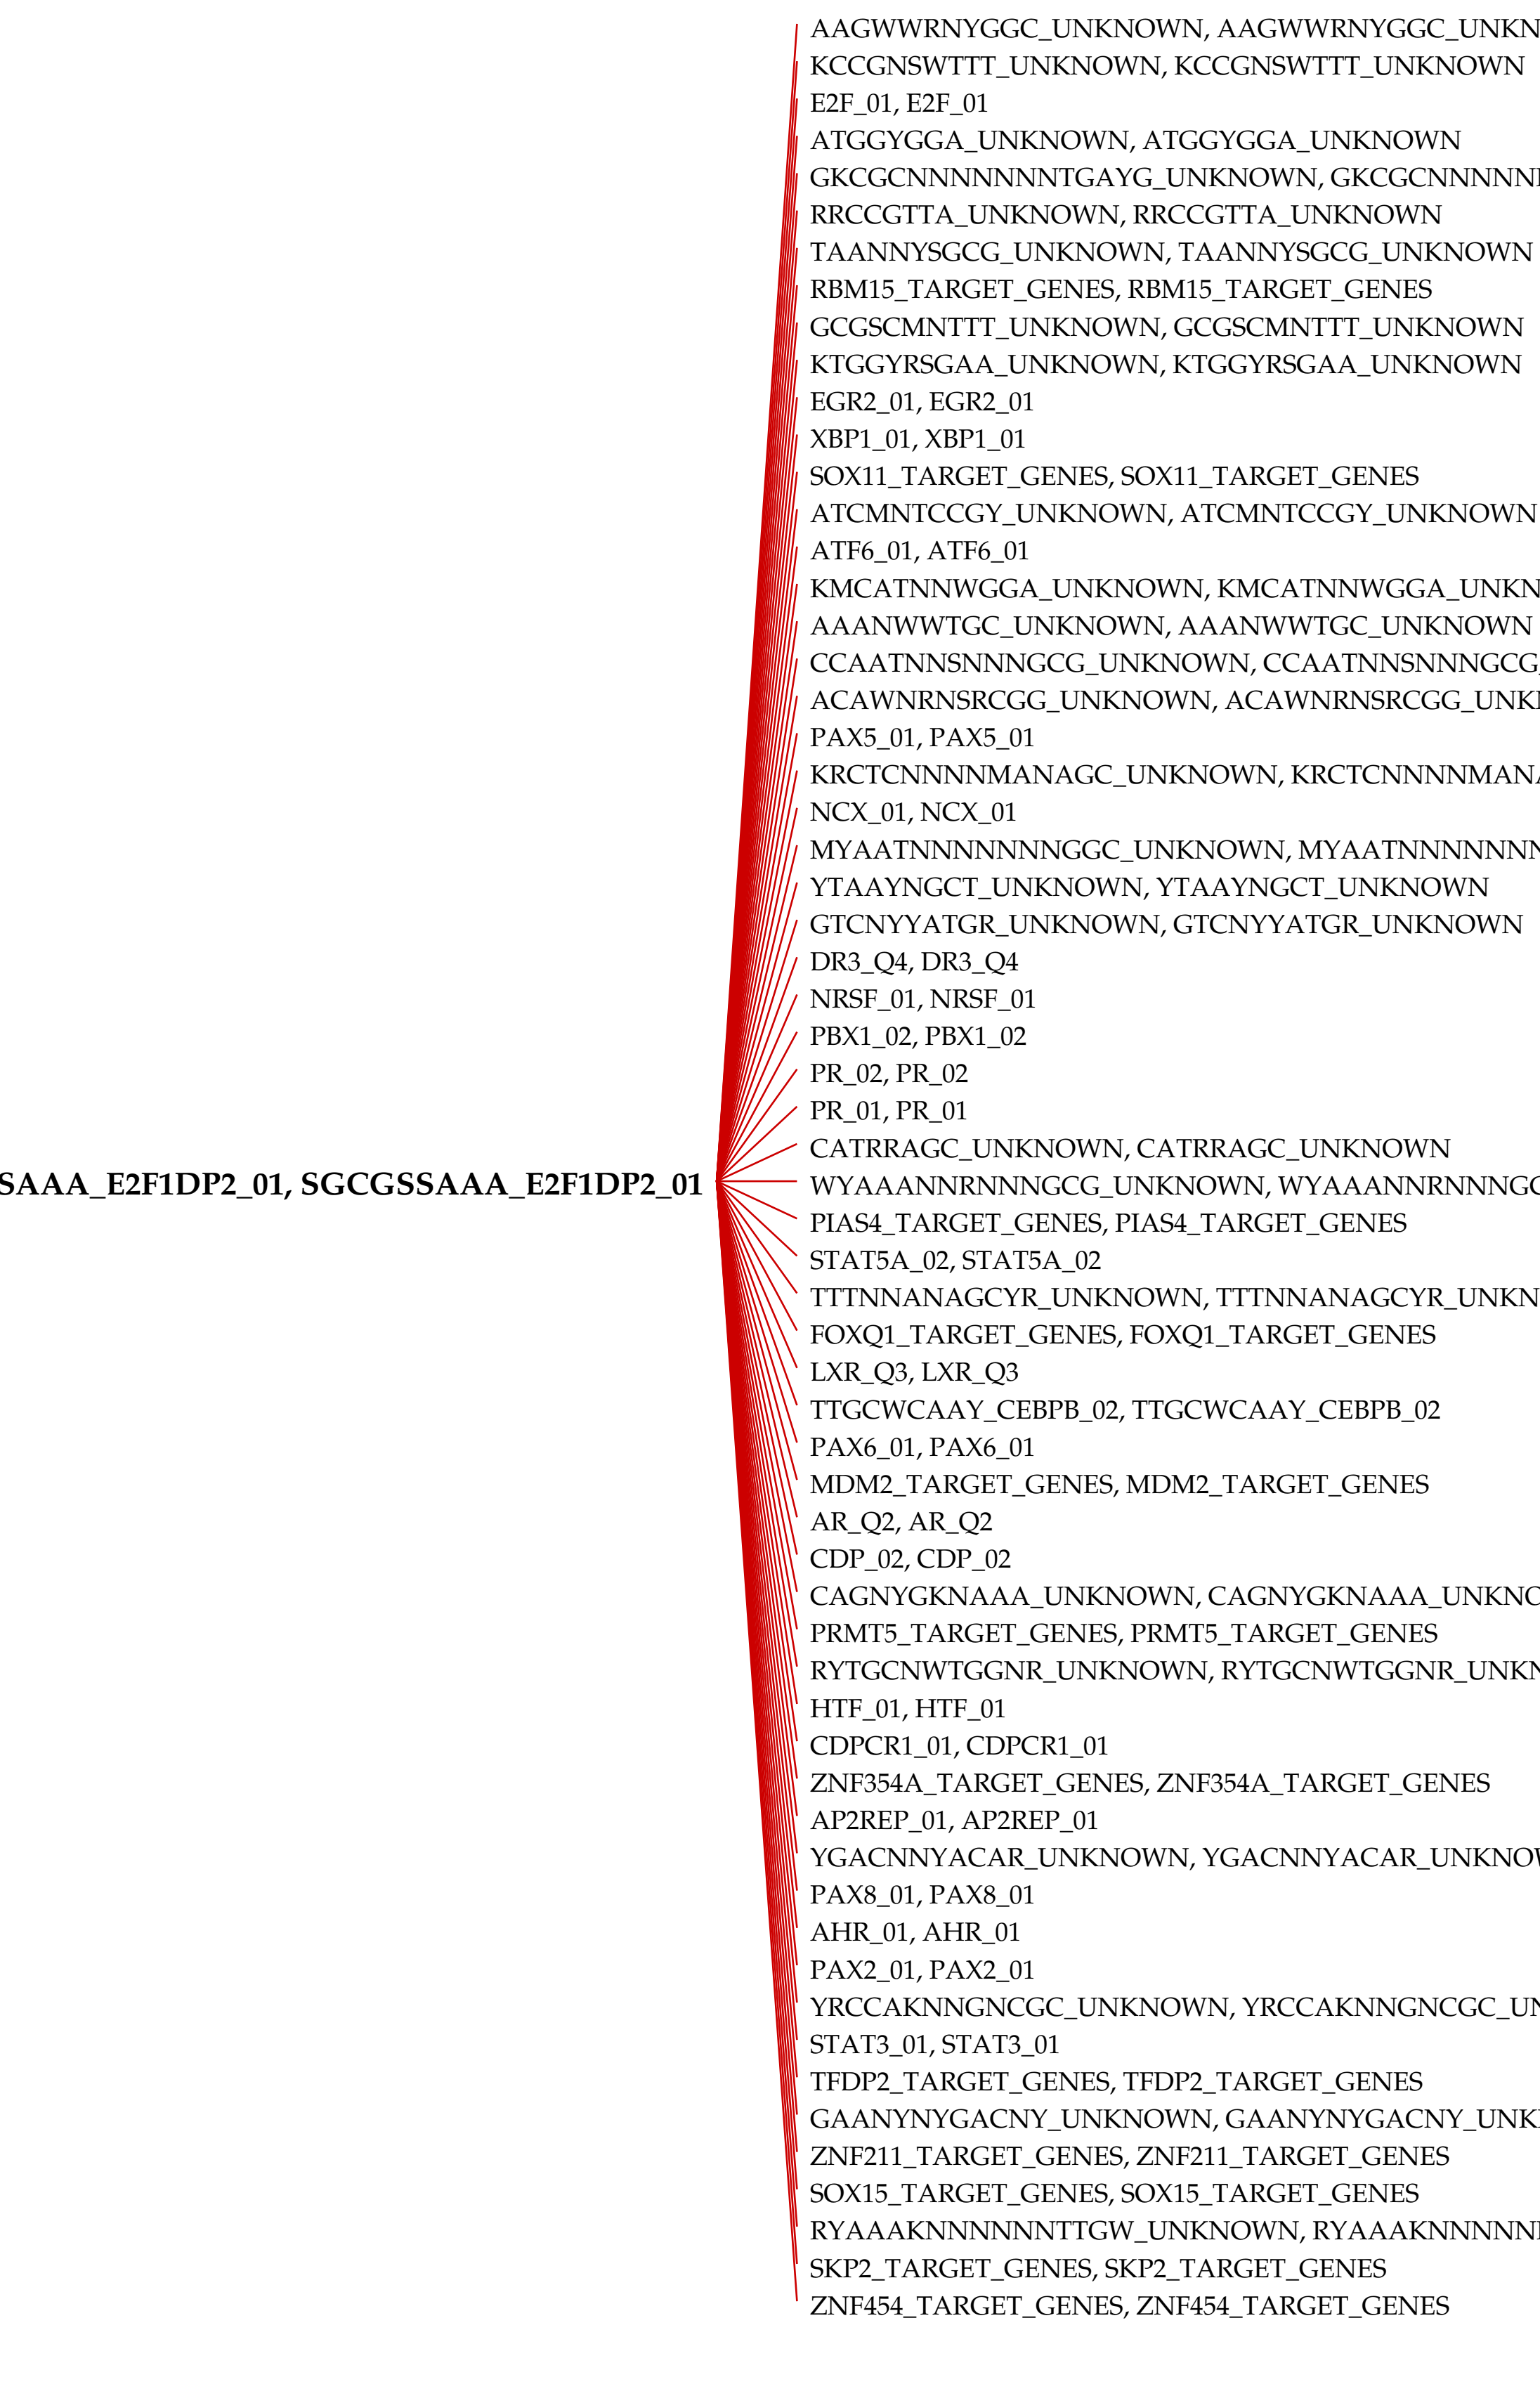 AAGWWRNYGGC_UNKNOWN, AAGWWRNYGGC_UNKN
KCCGNSWTTT_UNKNOWN, KCCGNSWTTT_UNKNOWN
E2F_01, E2F_01
ATGGYGGA_UNKNOWN, ATGGYGGA_UNKNOWN
GKCGCNNNNNNNTGAYG_UNKNOWN, GKCGCNNNNN
RRCCGTTA_UNKNOWN, RRCCGTTA_UNKNOWN
TAANNYSGCG_UNKNOWN, TAANNYSGCG_UNKNOWN
RBM15_TARGET_GENES, RBM15_TARGET_GENES
GCGSCMNTTT_UNKNOWN, GCGSCMNTTT_UNKNOWN
KTGGYRSGAA_UNKNOWN, KTGGYRSGAA_UNKNOWN
EGR2_01, EGR2_01
XBP1_01, XBP1_01
SOX11_TARGET_GENES, SOX11_TARGET_GENES
ATCMNTCCGY_UNKNOWN, ATCMNTCCGY_UNKNOWN
ATF6_01, ATF6_01
KMCATNNWGGA_UNKNOWN, KMCATNNWGGA_UNKN
AAANWWTGC_UNKNOWN, AAANWWTGC_UNKNOWN
CCAATNNSNNNGCG_UNKNOWN, CCAATNNSNNNGCG_
ACAWNRNSRCGG_UNKNOWN, ACAWNRNSRCGG_UNK
PAX5_01, PAX5_01
KRCTCNNNNMANAGC_UNKNOWN, KRCTCNNNNMANA
NCX_01, NCX_01
MYAATNNNNNNNGGC_UNKNOWN, MYAATNNNNNNN
YTAAYNGCT_UNKNOWN, YTAAYNGCT_UNKNOWN
GTCNYYATGR_UNKNOWN, GTCNYYATGR_UNKNOWN
DR3_Q4, DR3_Q4
NRSF_01, NRSF_01
PBX1_02, PBX1_02
PR_02, PR_02
PR_01, PR_01
CATRRAGC_UNKNOWN, CATRRAGC_UNKNOWN
SAAA_E2F1DP2_01, SGCGSSAAA_E2F1DP2_01
WYAAANNRNNNGCG_UNKNOWN, WYAAANNRNNNGC
PIAS4_TARGET_GENES, PIAS4_TARGET_GENES
STAT5A_02, STAT5A_02
TTTNNANAGCYR_UNKNOWN, TTTNNANAGCYR_UNKN
FOXQ1_TARGET_GENES, FOXQ1_TARGET_GENES
LXR_Q3, LXR_Q3
TTGCWCAAY_CEBPB_02, TTGCWCAAY_CEBPB_02
PAX6_01, PAX6_01
MDM2_TARGET_GENES, MDM2_TARGET_GENES
AR_Q2, AR_Q2
CDP_02, CDP_02
CAGNYGKNAAA_UNKNOWN, CAGNYGKNAAA_UNKNO
PRMT5_TARGET_GENES, PRMT5_TARGET_GENES
RYTGCNWTGGNR_UNKNOWN, RYTGCNWTGGNR_UNKN
HTF_01, HTF_01
CDPCR1_01, CDPCR1_01
ZNF354A_TARGET_GENES, ZNF354A_TARGET_GENES
AP2REP_01, AP2REP_01
YGACNNYACAR_UNKNOWN, YGACNNYACAR_UNKNOW
PAX8_01, PAX8_01
AHR_01, AHR_01
PAX2_01, PAX2_01
YRCCAKNNGNCGC_UNKNOWN, YRCCAKNNGNCGC_UN
STAT3_01, STAT3_01
TFDP2_TARGET_GENES, TFDP2_TARGET_GENES
GAANYNYGACNY_UNKNOWN, GAANYNYGACNY_UNK
ZNF211_TARGET_GENES, ZNF211_TARGET_GENES
SOX15_TARGET_GENES, SOX15_TARGET_GENES
RYAAAKNNNNNNTTGW_UNKNOWN, RYAAAKNNNNN
SKP2_TARGET_GENES, SKP2_TARGET_GENES
ZNF454_TARGET_GENES, ZNF454_TARGET_GENES